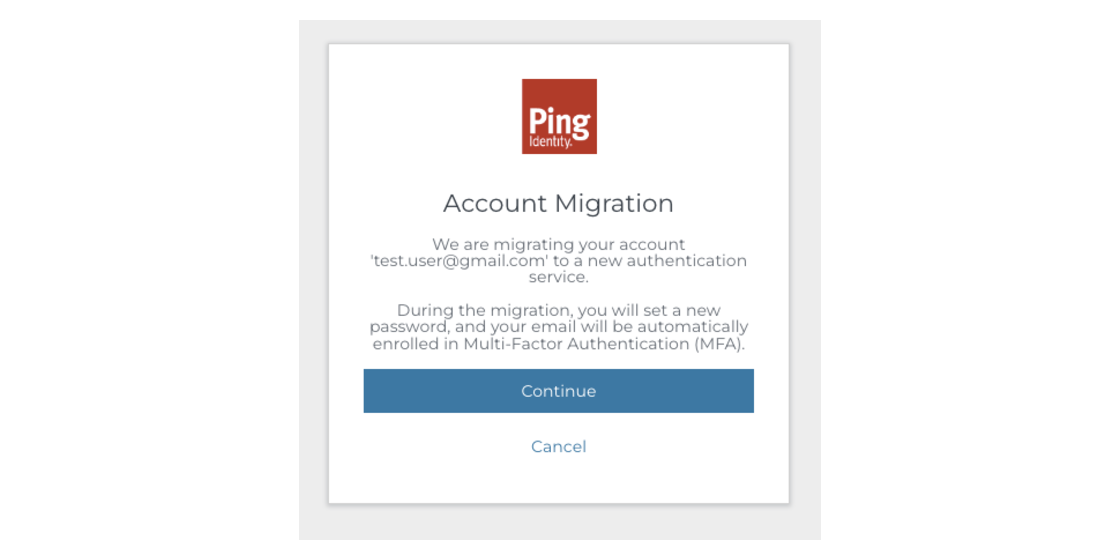 Ping
Identity.
Account Migration
We are migrating your account
'test.user@gmail.com' to a new authentication
service.
During the migration, you will set a new
password, and your email will be automatically
enrolled in Multi-Factor Authentication (MFA).
Continue
Cancel